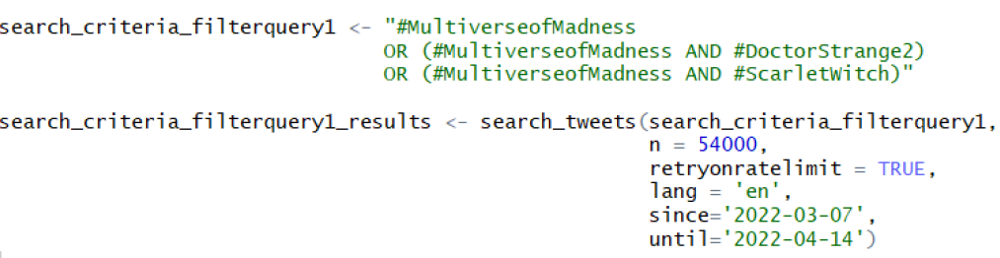 search_criteria_filterquery1 <- "#MultiverseofMadness
OR (#MultiverseofMadness AND #DoctorStrange2)
OR (#MultiverseofMadness AND #ScarletWitch)"
search_criteria_filterquery1_results <- search_tweets(search_criteria_filterquery1,
n = 54000,
retryonratelimit = TRUE,
lang = 'en',
since='2022-03-07',
until='2022-04-14')